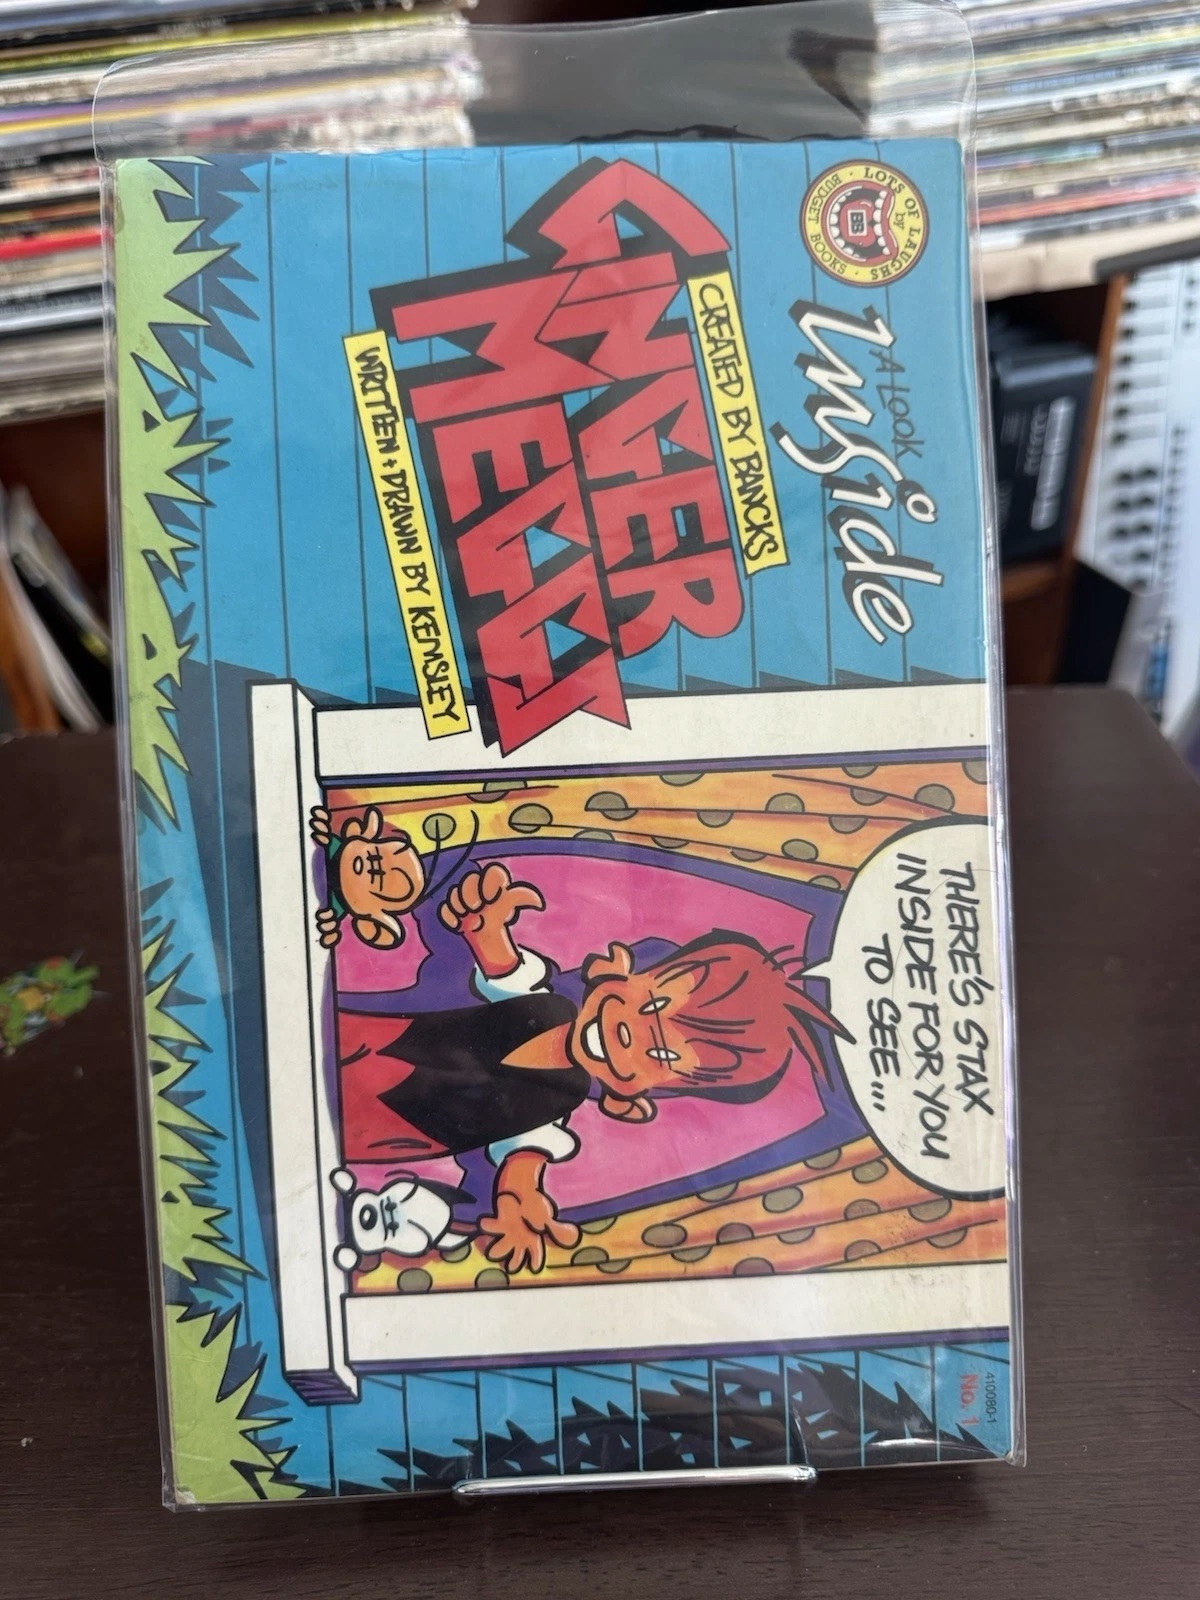 LOTS OF LAUGHS
by
BB
BUDGET BOOKS
A LOOK
Inside
CREATED BY BANCKS
GINGER
MEGGS
WRITTEN + DRAWN BY KEMSLEY
THERE'S STAX
INSIDE FOR YOU
TO SEE...
410080-1
No. 1